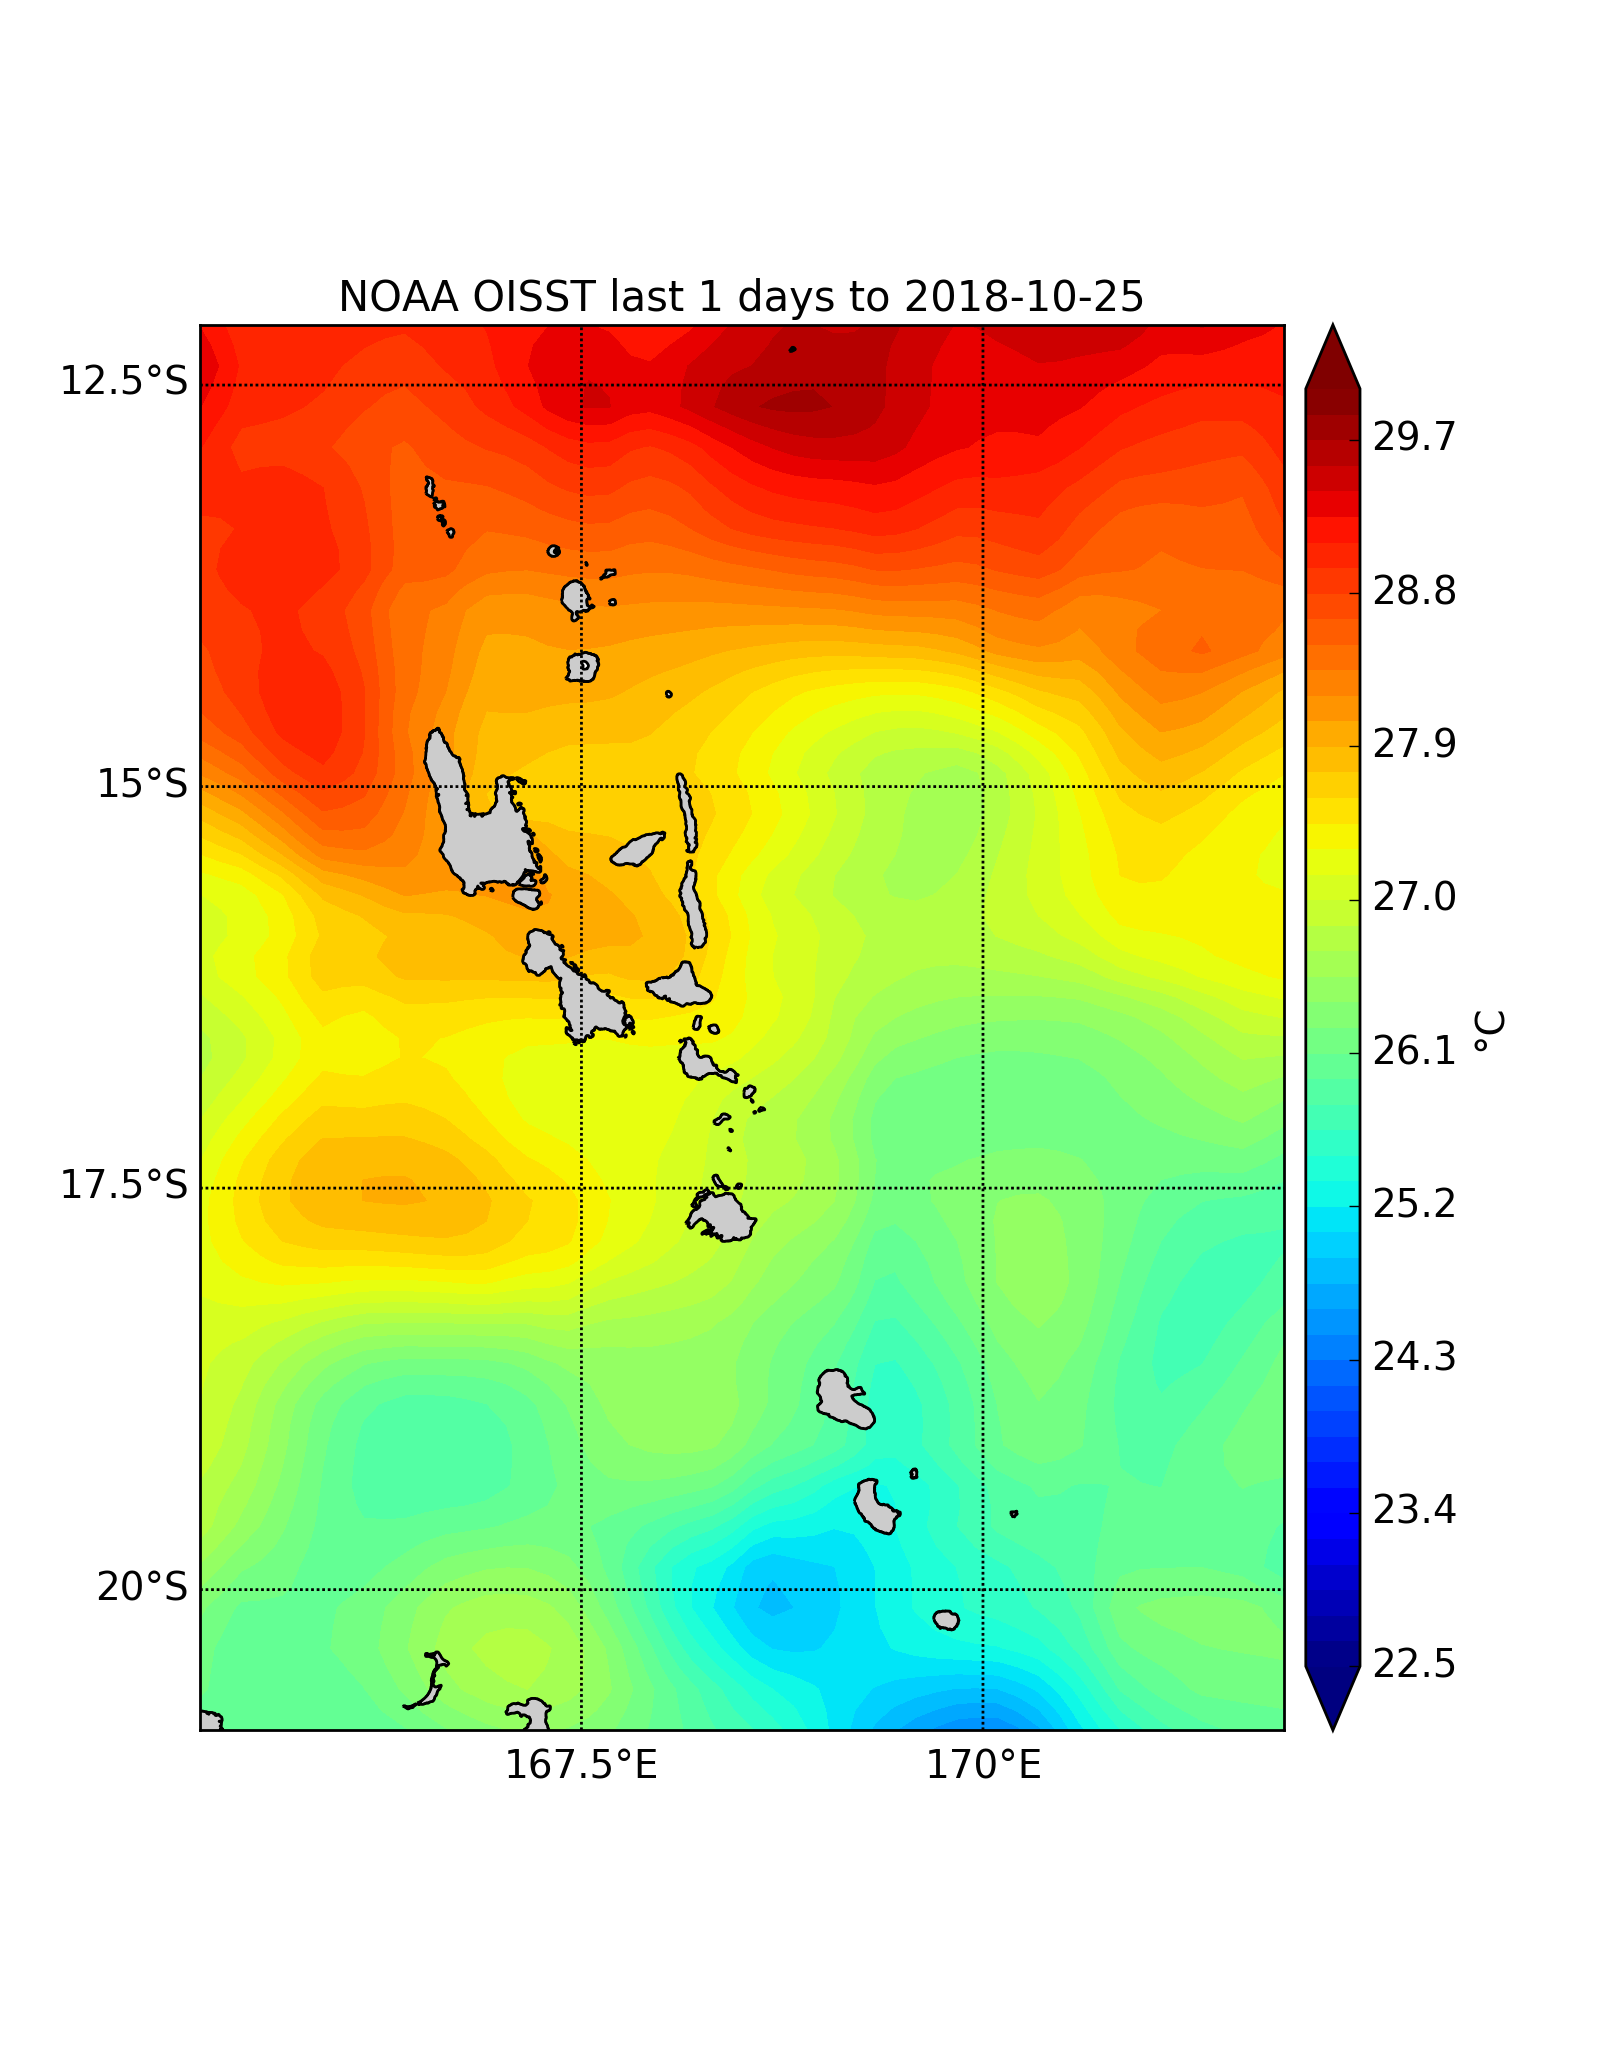 NOAA OISST last 1 days to 2018-10-25
12.5°S
15°S
17.5°S
20°S
167.5°E
170°E
29.7
28.8
27.9
27.0
26.1
25.2
24.3
23.4
22.5
°C